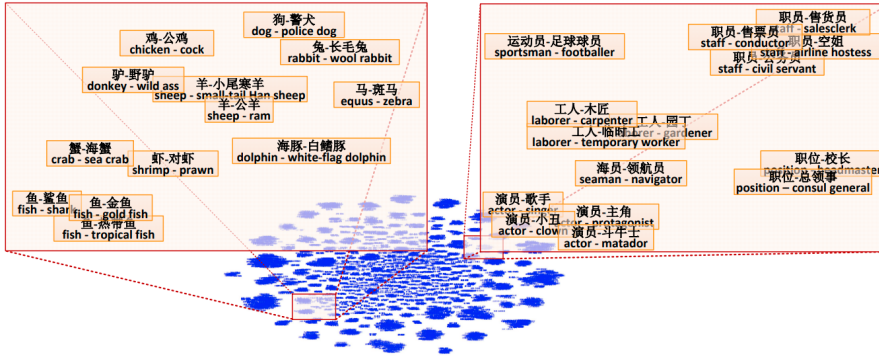 狗-警犬
dog - police dog
鸡-公鸡
chicken - cock
兔-长毛兔
rabbit - wool rabbit
驴-野驴
donkey - wild ass
羊-小尾寒羊
sheep - small-tail Han sheep
马-斑马
equus - zebra
羊-公羊
sheep - ram
蟹-海蟹
crab - sea crab
虾-对虾
shrimp - prawn
海豚-白鳍豚
dolphin - white-flag dolphin
鱼-鲨鱼
fish - shark
鱼-金鱼
fish - gold fish
鱼-热带鱼
fish - tropical fish
职员-售货员
staff - salesclerk
运动员-足球球员
sportsman - footballer
职员-售票员
staff - conductor
职员-空姐
staff - airline hostess
职员-公务员
staff - civil servant
工人-木匠
laborer - carpenter
工人-园丁
laborer - gardener
工人-临时工
laborer - temporary worker
海员-领航员
seaman - navigator
职位-校长
position - headmaster
职位-总领事
position – consul general
演员-歌手
actor - singer
演员-小丑
actor - clown
演员-主角
actor - protagonist
演员-斗牛士
actor - matador